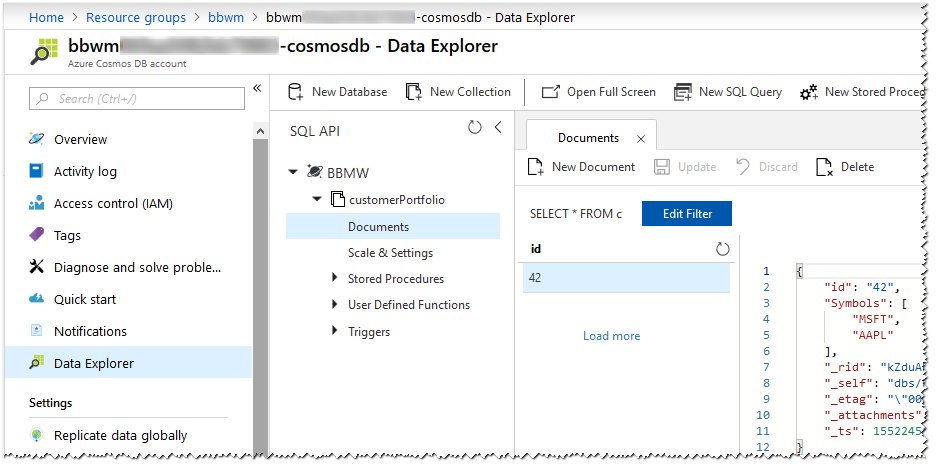 Home > Resource groups > bbwm > bbwm -cosmosdb - Data Explorer
bbwm -cosmosdb - Data Explorer
Azure Cosmos DB account
Search (Ctrl+/)
Overview
Activity log
Access control (IAM)
Tags
Diagnose and solve proble...
Quick start
Notifications
Data Explorer
Settings
Replicate data globally
New Database
New Collection
Open Full Screen
New SQL Query
New Stored Proced
SQL API
BBMW
customerPortfolio
Documents
Scale & Settings
Stored Procedures
User Defined Functions
Triggers
Documents
New Document
Update
Discard
Delete
SELECT * FROM c
Edit Filter
id
42
Load more
1 {
2 "id": "42",
3 "Symbols": [
4 "MSFT",
5 "AAPL"
6 ],
7 "_rid": "kZduA
8 "_self": "dbs/
9 "_etag": "\"00
10 "_attachments"
11 "_ts": 1552245
12 }